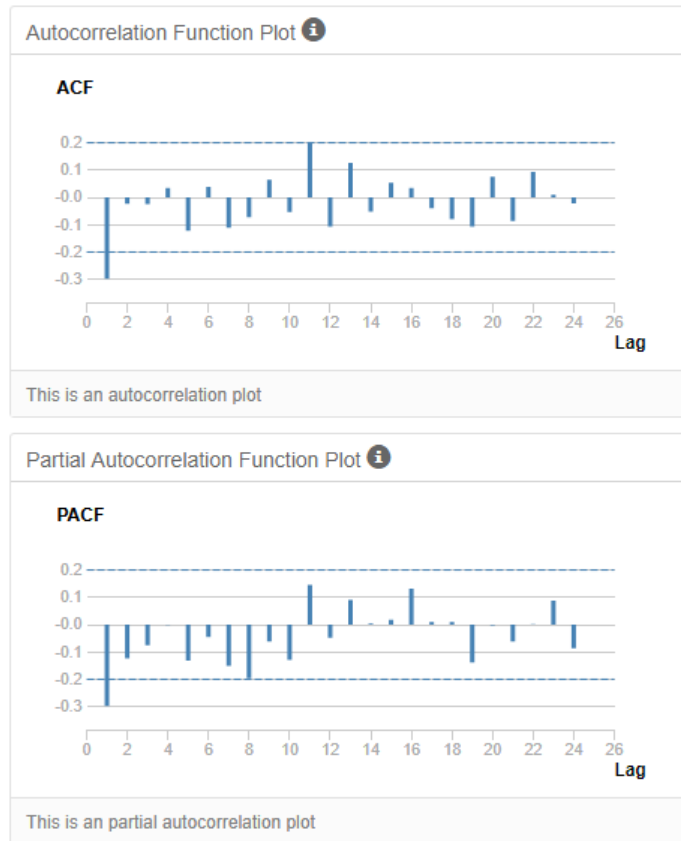 Autocorrelation Function Plot i
ACF
0.2
0.1
-0.0
-0.1
-0.2
-0.3
0 2 4 6 8 10 12 14 16 18 20 22 24 26
Lag
This is an autocorrelation plot
Partial Autocorrelation Function Plot i
PACF
0.2
0.1
-0.0
-0.1
-0.2
-0.3
0 2 4 6 8 10 12 14 16 18 20 22 24 26
Lag
This is an partial autocorrelation plot